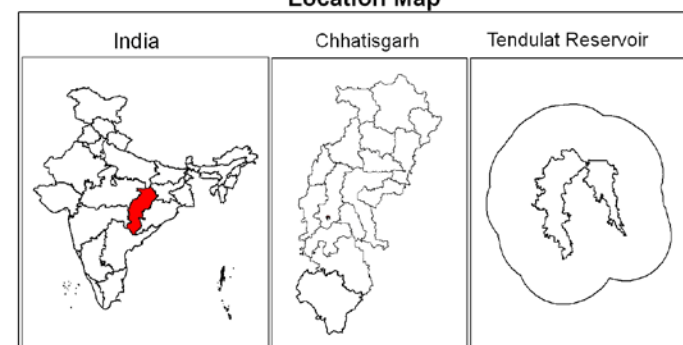 Location Map
India
Chhatisgarh
Tendulat Reservoir